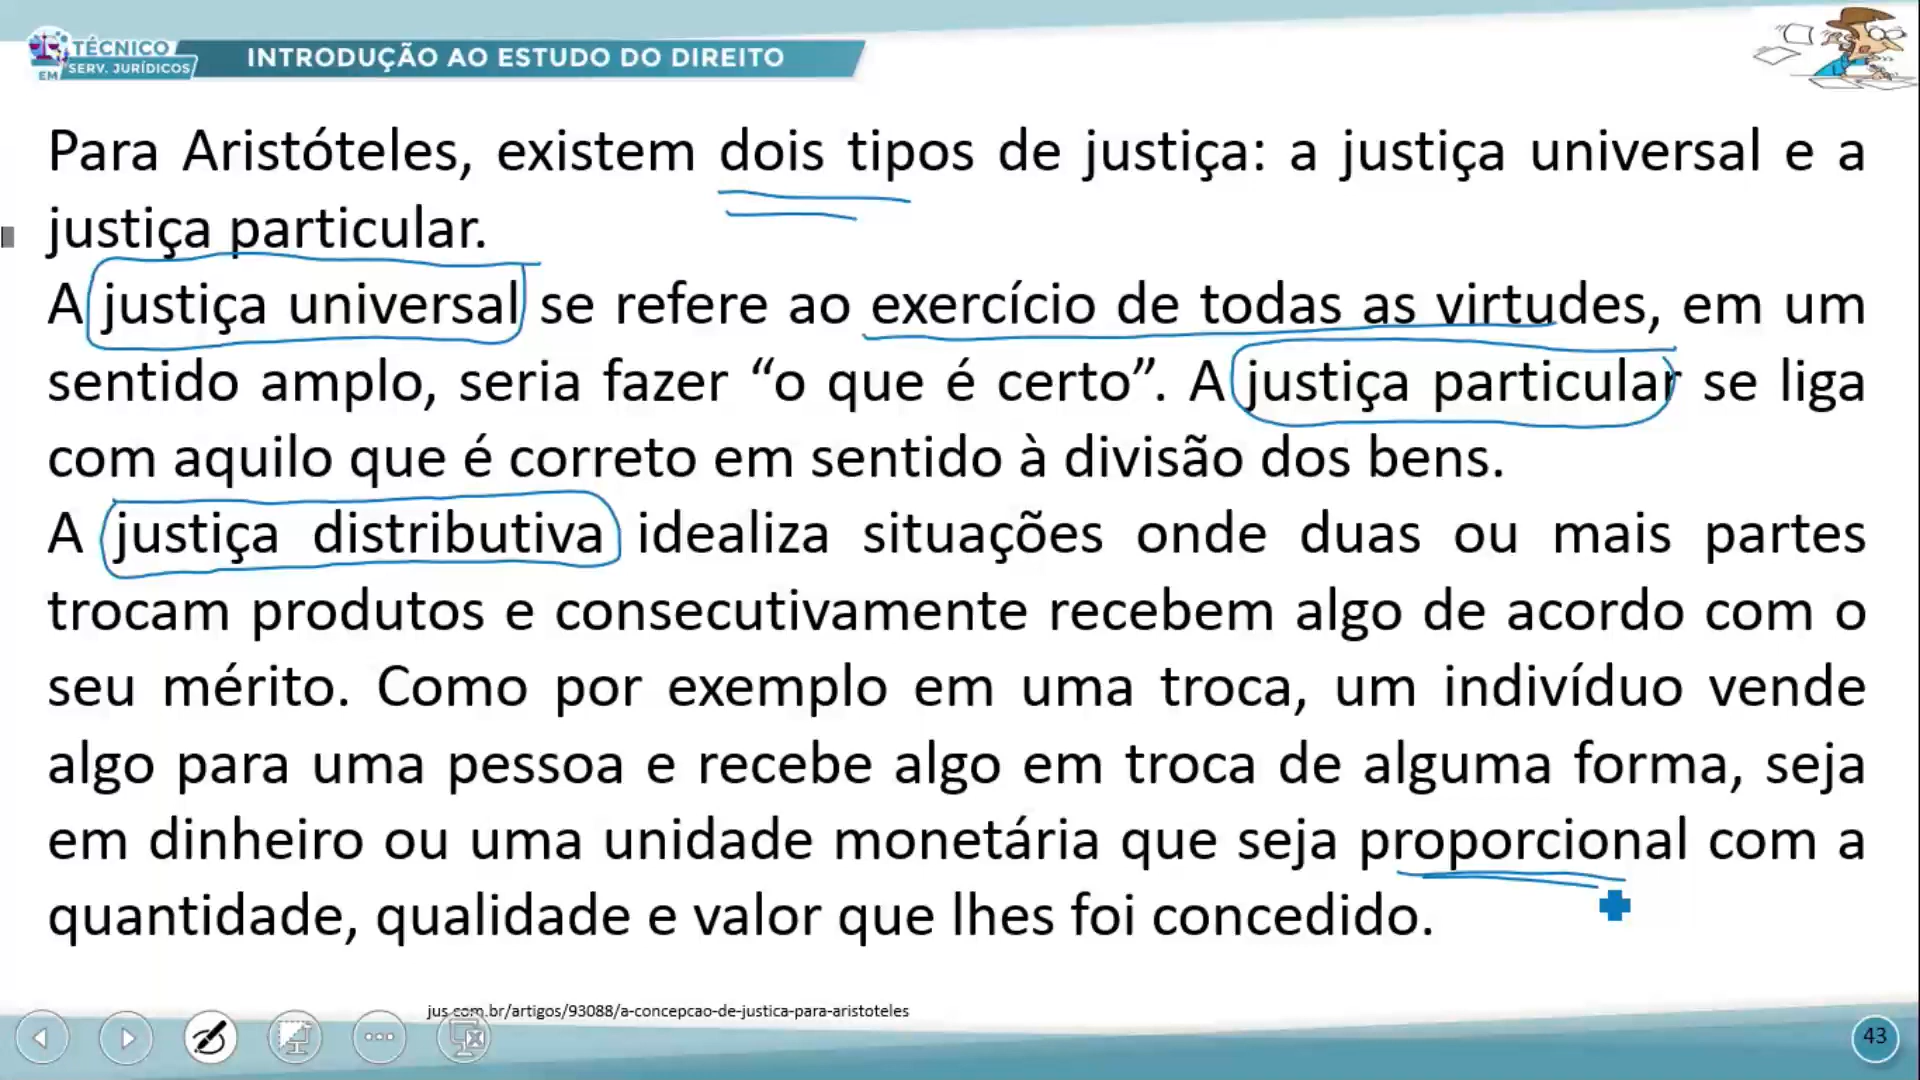 TÉCNICO
EM SERV. JURÍDICOS
INTRODUÇÃO AO ESTUDO DO DIREITO
Para Aristóteles, existem dois tipos de justiça: a justiça universal e a
justiça particular.
A justiça universal se refere ao exercício de todas as virtudes, em um
sentido amplo, seria fazer “o que é certo”. A justiça particular se liga
com aquilo que é correto em sentido à divisão dos bens.
A justiça distributiva idealiza situações onde duas ou mais partes
trocam produtos e consecutivamente recebem algo de acordo com o
seu mérito. Como por exemplo em uma troca, um indivíduo vende
algo para uma pessoa e recebe algo em troca de alguma forma, seja
em dinheiro ou uma unidade monetária que seja proporcional com a
quantidade, qualidade e valor que lhes foi concedido.
jus.com.br/artigos/93088/a-concepcao-de-justica-para-aristoteles
43